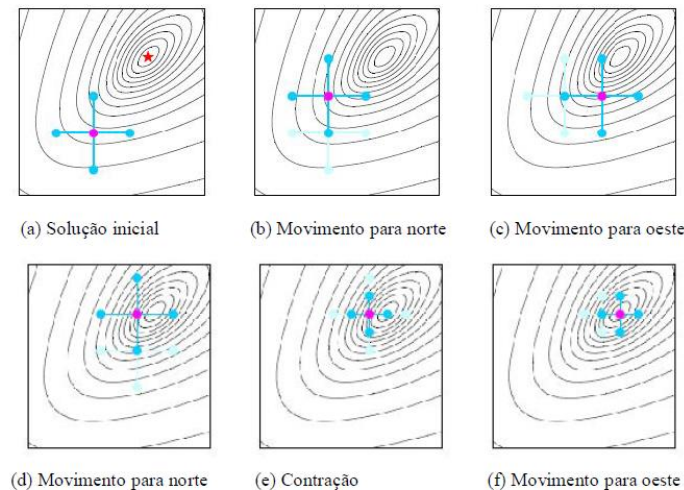 (a) Solução inicial
(b) Movimento para norte
(c) Movimento para oeste
(d) Movimento para norte
(e) Contração
(f) Movimento para oeste